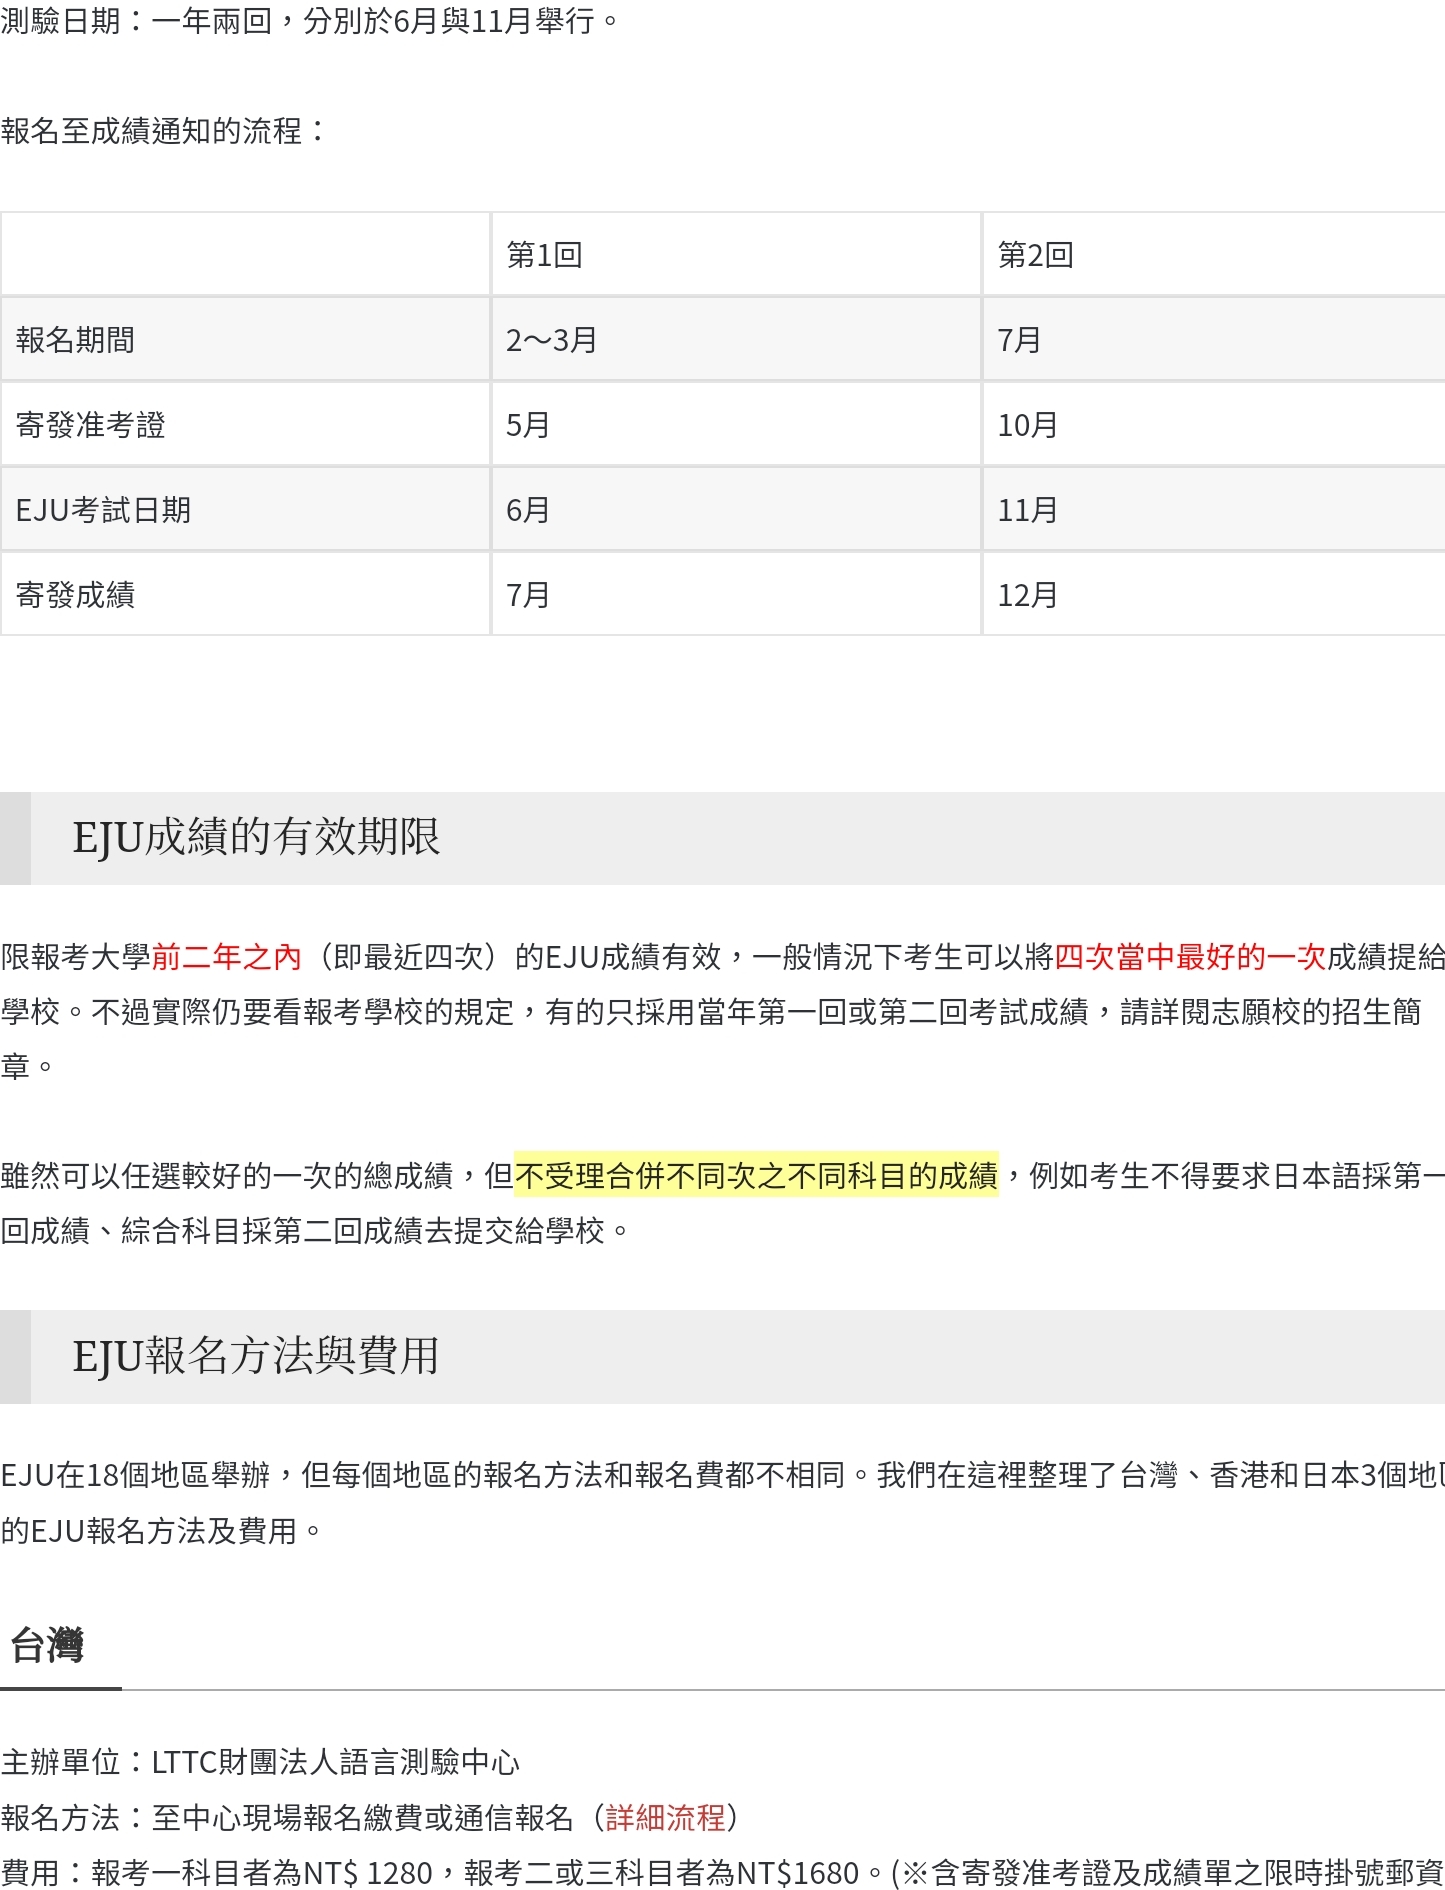 測驗日期：一年兩回，分別於6月與11月舉行。
報名至成績通知的流程：
第1回 第2回
報名期間 2～3月 7月
寄發准考證 5月 10月
EJU考試日期 6月 11月
寄發成績 7月 12月
EJU成績的有效期限
限報考大學前二年之內（即最近四次）的EJU成績有效，一般情況下考生可以將四次當中最好的一次成績提給
學校。不過實際仍要看報考學校的規定，有的只採用當年第一回或第二回考試成績，請詳閱志願校的招生簡
章。
雖然可以任選較好的一次的總成績，但不受理合併不同次之不同科目的成績，例如考生不得要求日本語採第一
回成績、綜合科目採第二回成績去提交給學校。
EJU報名方法與費用
EJU在18個地區舉辦，但每個地區的報名方法和報名費都不相同。我們在這裡整理了台灣、香港和日本3個地區
的EJU報名方法及費用。
台灣
主辦單位：LTTC財團法人語言測驗中心
報名方法：至中心現場報名繳費或通信報名（詳細流程）
費用：報考一科目者為NT$ 1280，報考二或三科目者為NT$1680。(※含寄發准考證及成績單之限時掛號郵資